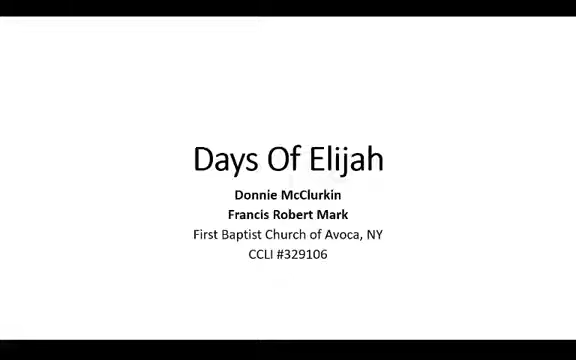 Days Of Elijah
Donnie McClurkin
Francis Robert Mark
First Baptist Church of Avoca, NY
CCLI #329106